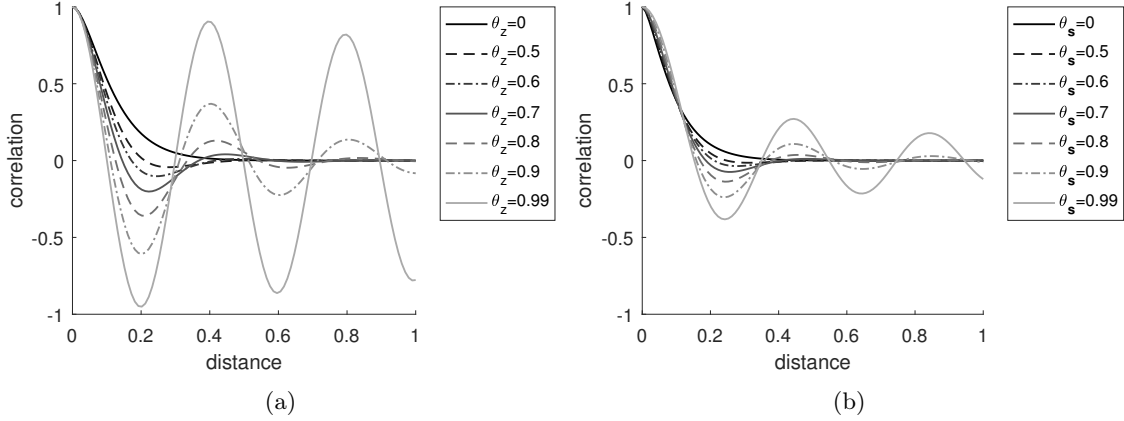 1
0.5
0
-0.5
-1
correlation
0 0.2 0.4 0.6 0.8 1
distance
θz=0
θz=0.5
θz=0.6
θz=0.7
θz=0.8
θz=0.9
θz=0.99
(a)
1
0.5
0
-0.5
-1
correlation
0 0.2 0.4 0.6 0.8 1
distance
θs=0
θs=0.5
θs=0.6
θs=0.7
θs=0.8
θs=0.9
θs=0.99
(b)